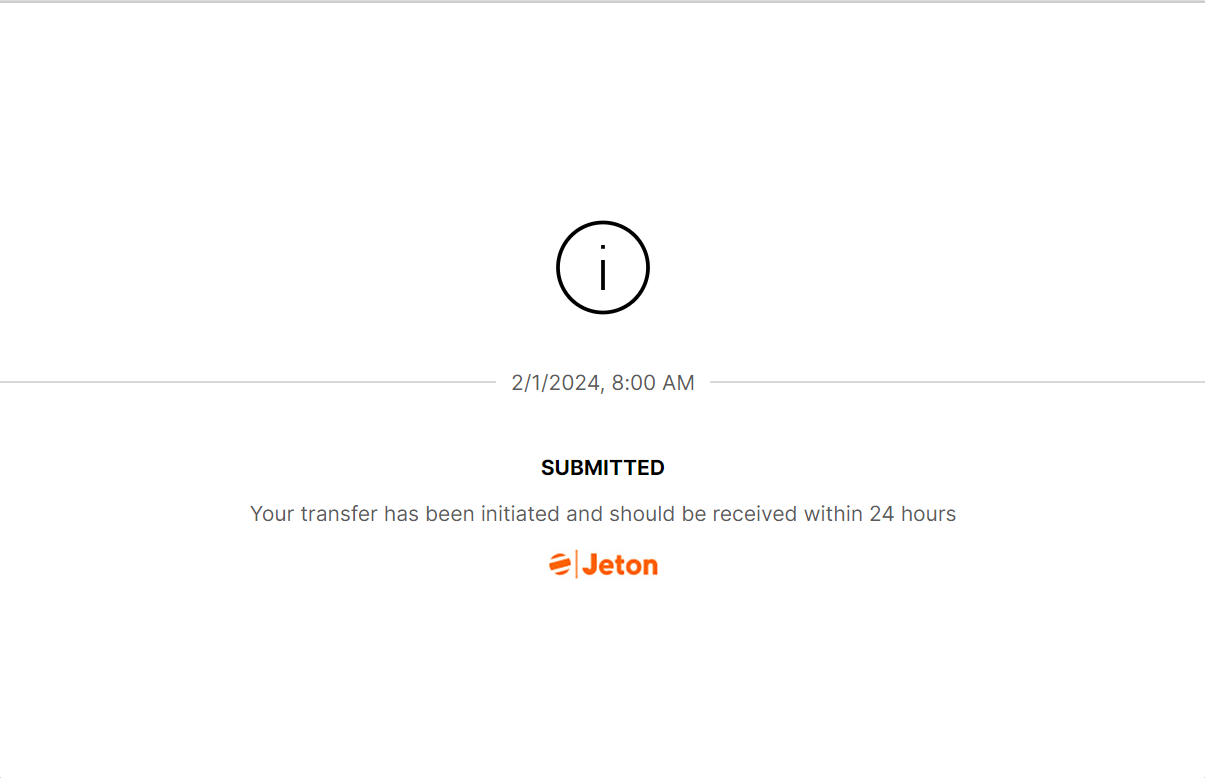 2/1/2024, 8:00 AM
SUBMITTED
Your transfer has been initiated and should be received within 24 hours
Jeton